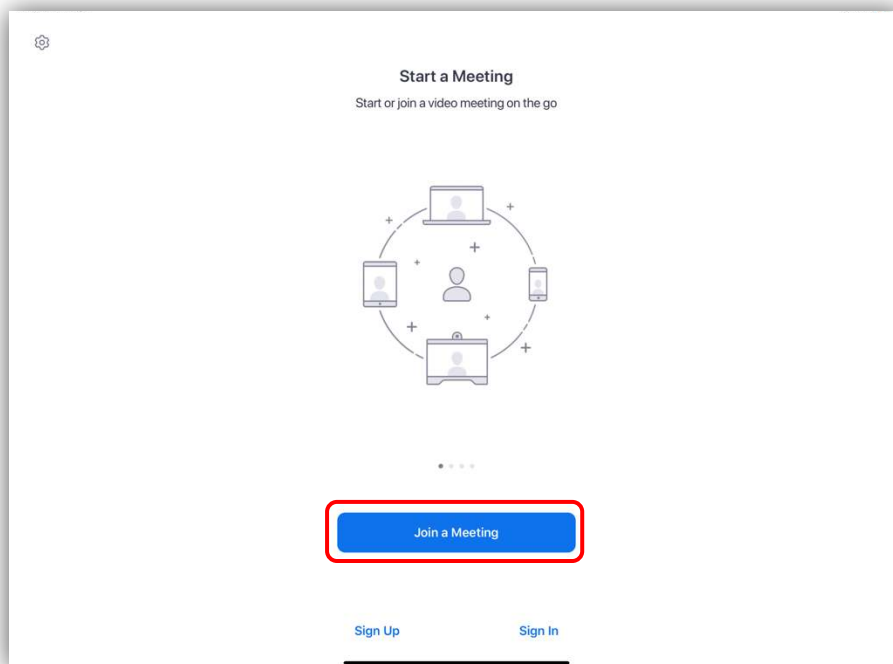 Start a Meeting
Start or join a video meeting on the go
Join a Meeting
Sign Up
Sign In